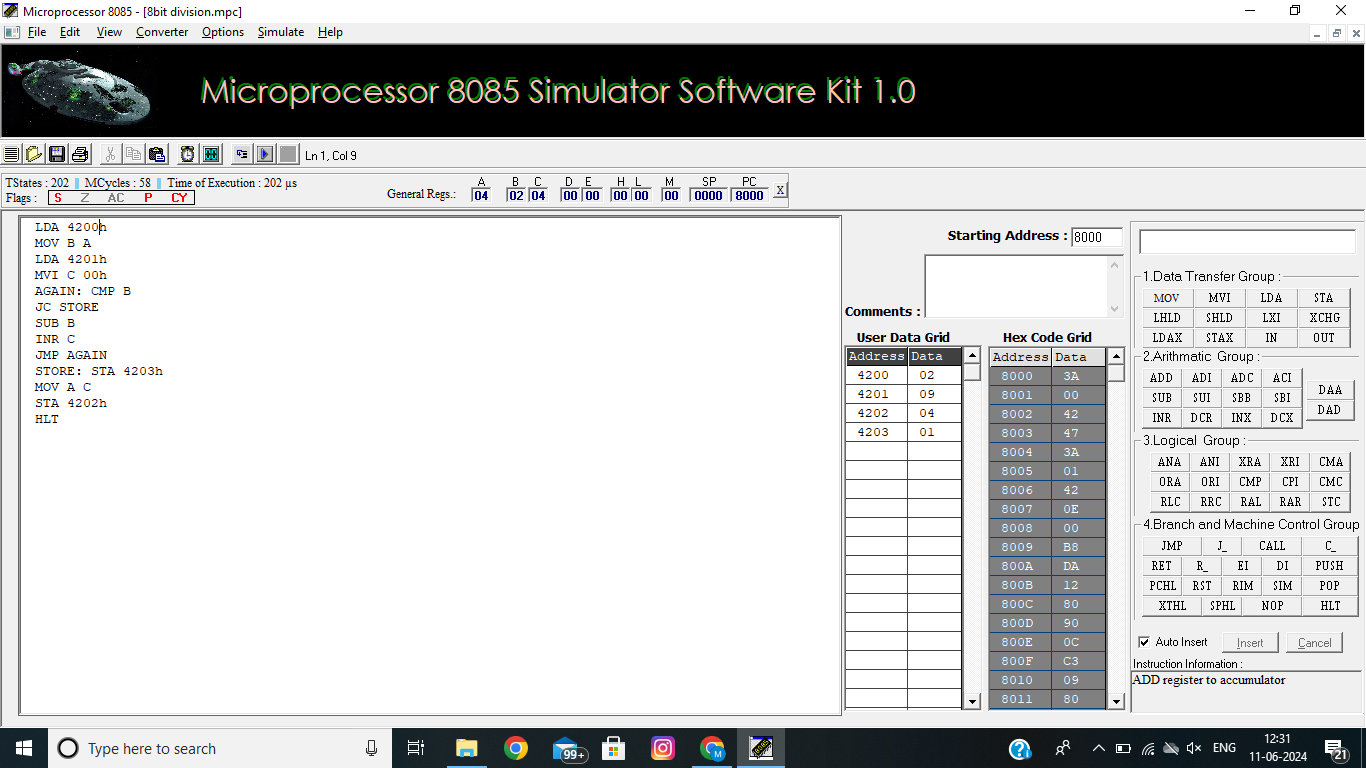 Microprocessor 8085 - [8bit division.mpc]
File Edit View Converter Options Simulate Help
Microprocessor 8085 Simulator Software Kit 1.0
Ln 1, Col 9
TStates : 202 MCycles : 58 Time of Execution : 202 µs
Flags : S Z AC P CY
General Regs.: A B C D E H L M SP PC
04 02 04 00 00 00 00 00 0000 8000 X
LDA 4200h
MOV B A
LDA 4201h
MVI C 00h
AGAIN: CMP B
JC STORE
SUB B
INR C
JMP AGAIN
STORE: STA 4203h
MOV A C
STA 4202h
HLT
Starting Address : 8000
Comments :
User Data Grid
Address Data
4200 02
4201 09
4202 04
4203 01
Hex Code Grid
Address Data
8000 3A
8001 00
8002 42
8003 47
8004 3A
8005 01
8006 42
8007 0E
8008 00
8009 B8
800A DA
800B 12
800C 80
800D 90
800E 0C
800F C3
8010 09
8011 80
1.Data Transfer Group :
MOV MVI LDA STA
LHLD SHLD LXI XCHG
LDAX STAX IN OUT
2.Arithmatic Group :
ADD ADI ADC ACI
SUB SUI SBB SBI
INR DCR INX DCX
DAA
DAD
3.Logical Group :
ANA ANI XRA XRI CMA
ORA ORI CMP CPI CMC
RLC RRC RAL RAR STC
4.Branch and Machine Control Group
JMP J_ CALL C_
RET R_ EI DI PUSH
PCHL RST RIM SIM POP
XTHL SPHL NOP HLT
Auto Insert Insert Cancel
Instruction Information :
ADD register to accumulator
Type here to search
99+
M
8085
ENG
12:31
11-06-2024
21